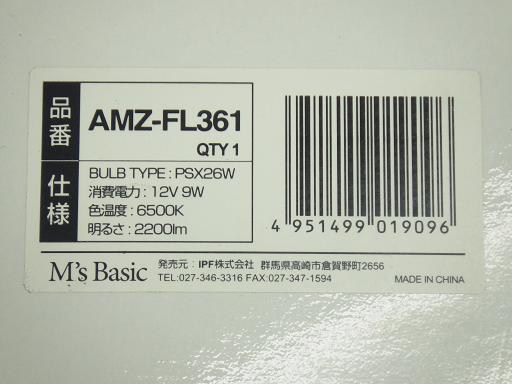 品番
AMZ-FL361
QTY 1
仕様
BULB TYPE : PSX26W
消費電力 : 12V 9W
色温度 : 6500K
明るさ : 2200lm
4 951499 019096
M's Basic
発売元 : IPF株式会社 群馬県高崎市倉賀野町2656
TEL:027-346-3316 FAX:027-347-1594
MADE IN CHINA